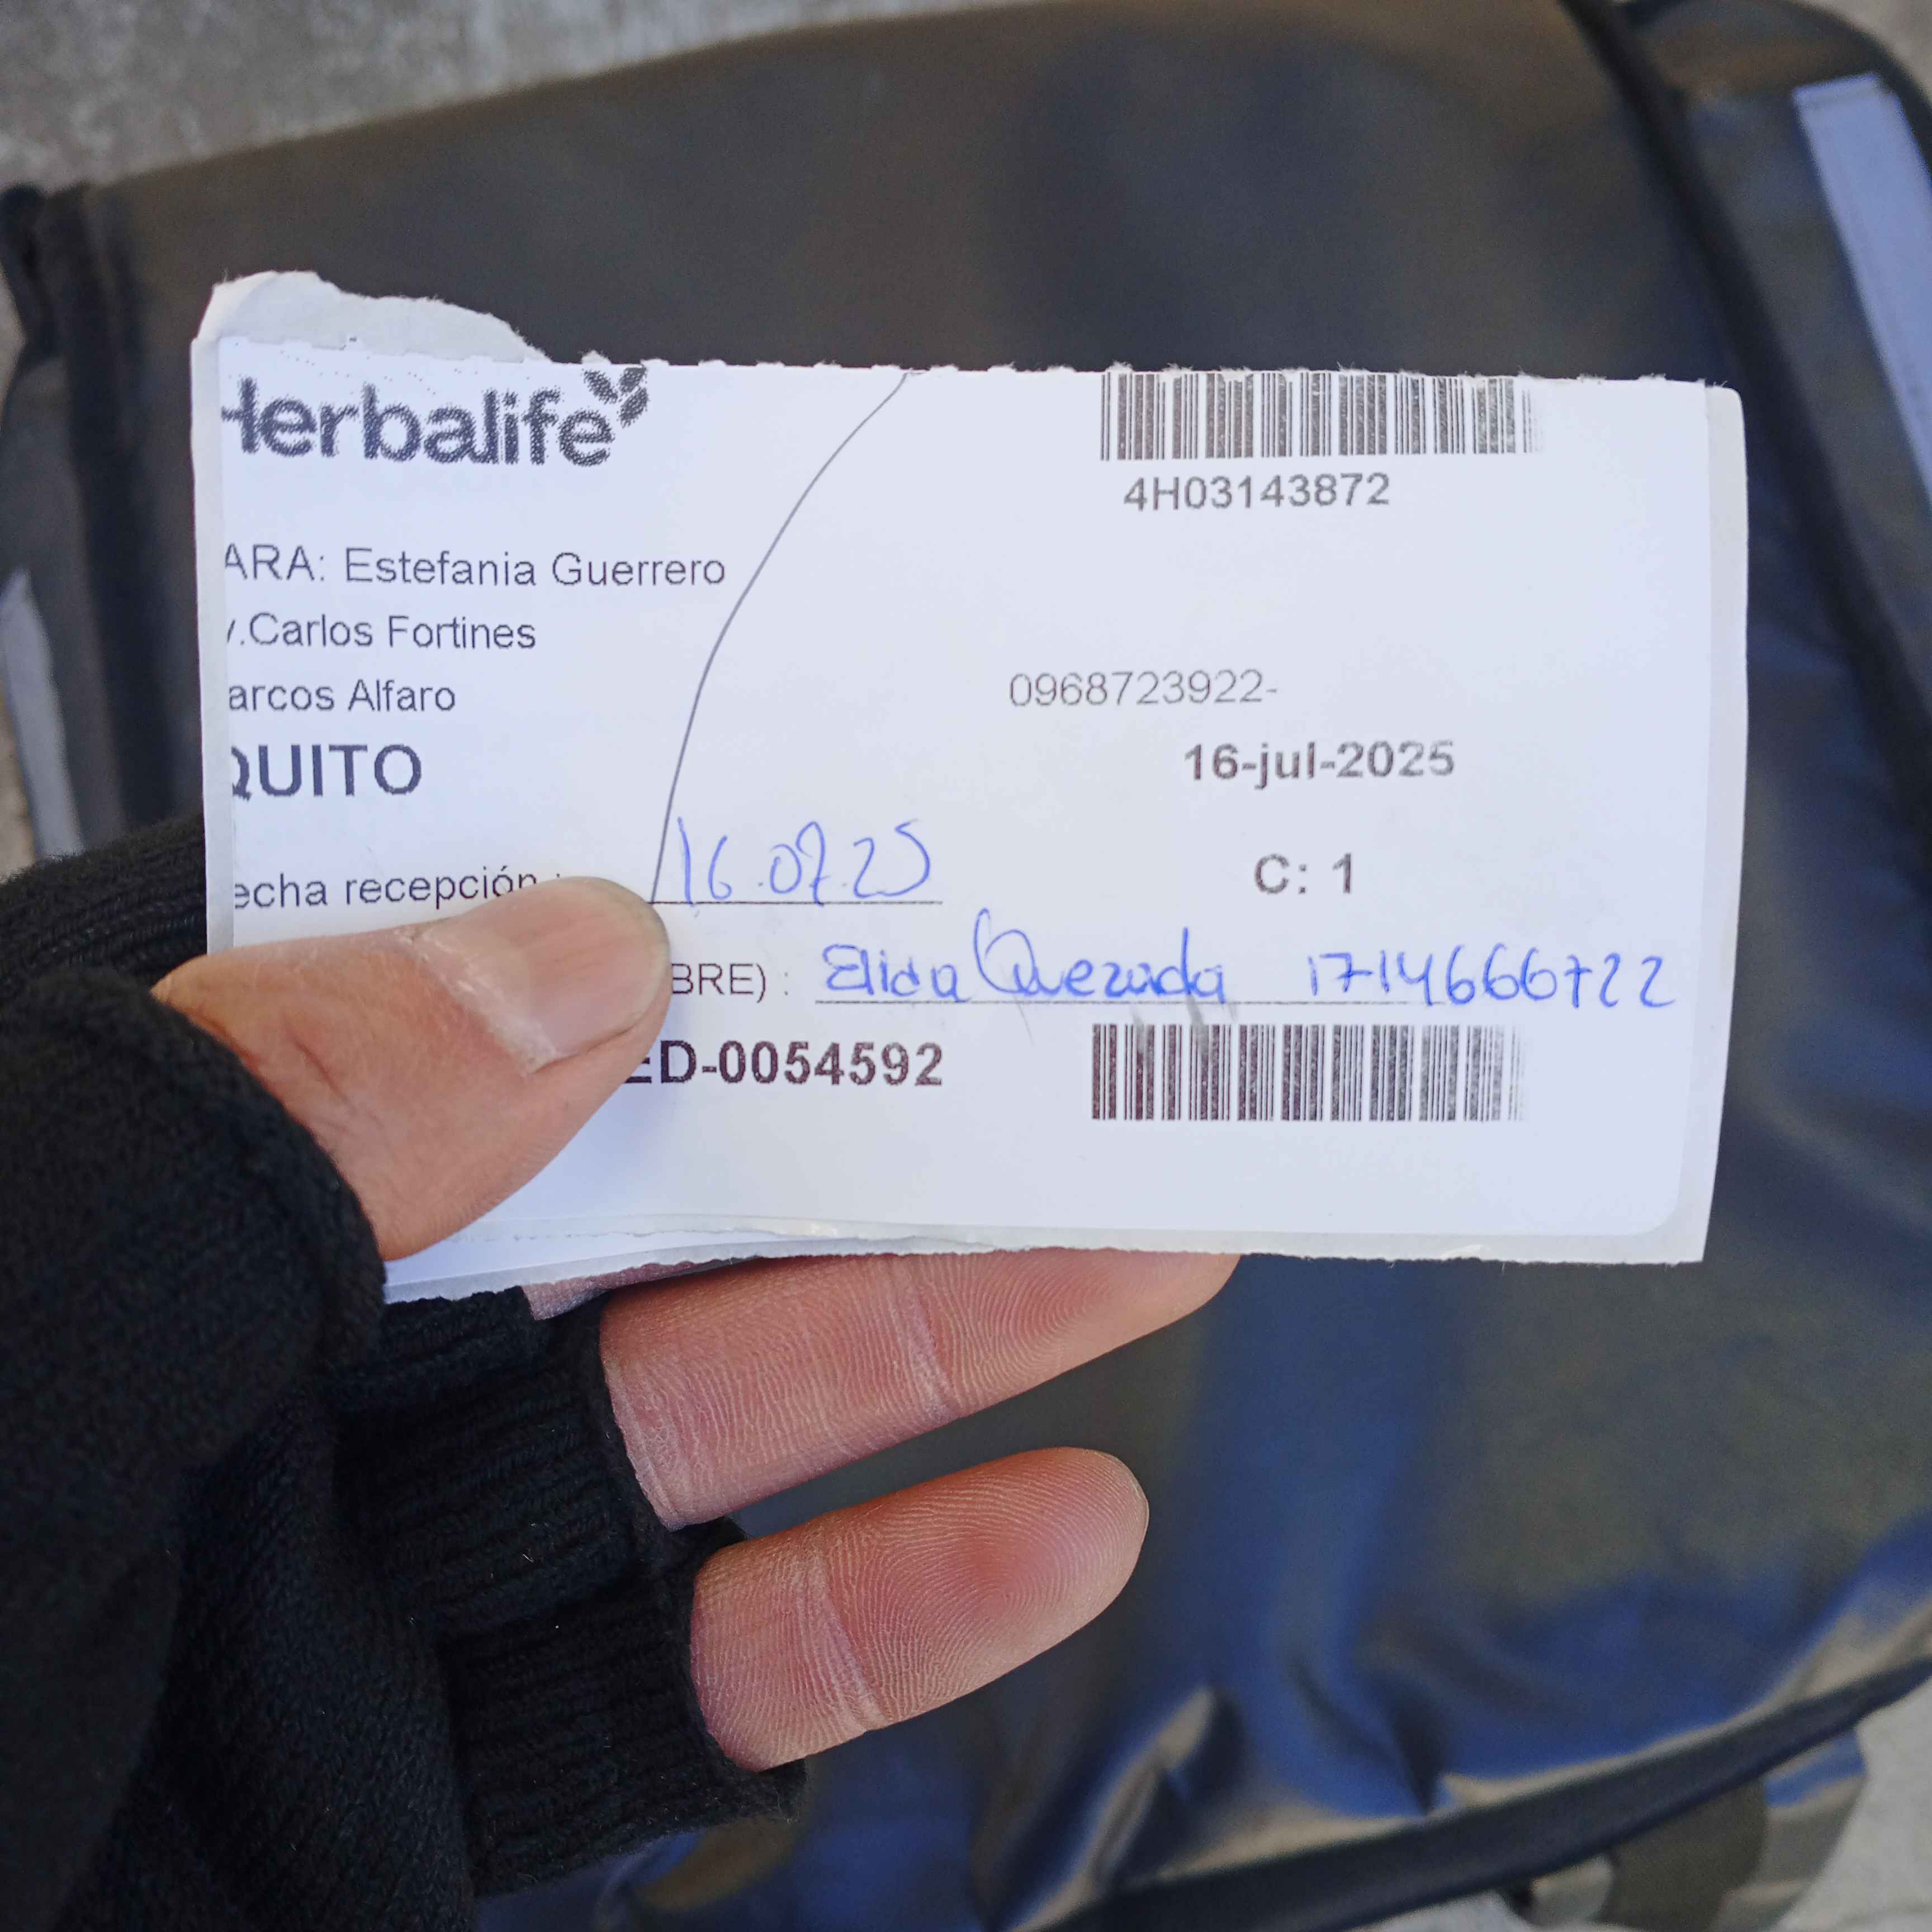 Herbalife
4H03143872
ARA: Estefania Guerrero
v.Carlos Fortines
arcos Alfaro
0968723922-
QUITO
16-jul-2025
echa recepción : 16.07.25
C: 1
BRE) : Elida Quezada 1714666722
ED-0054592